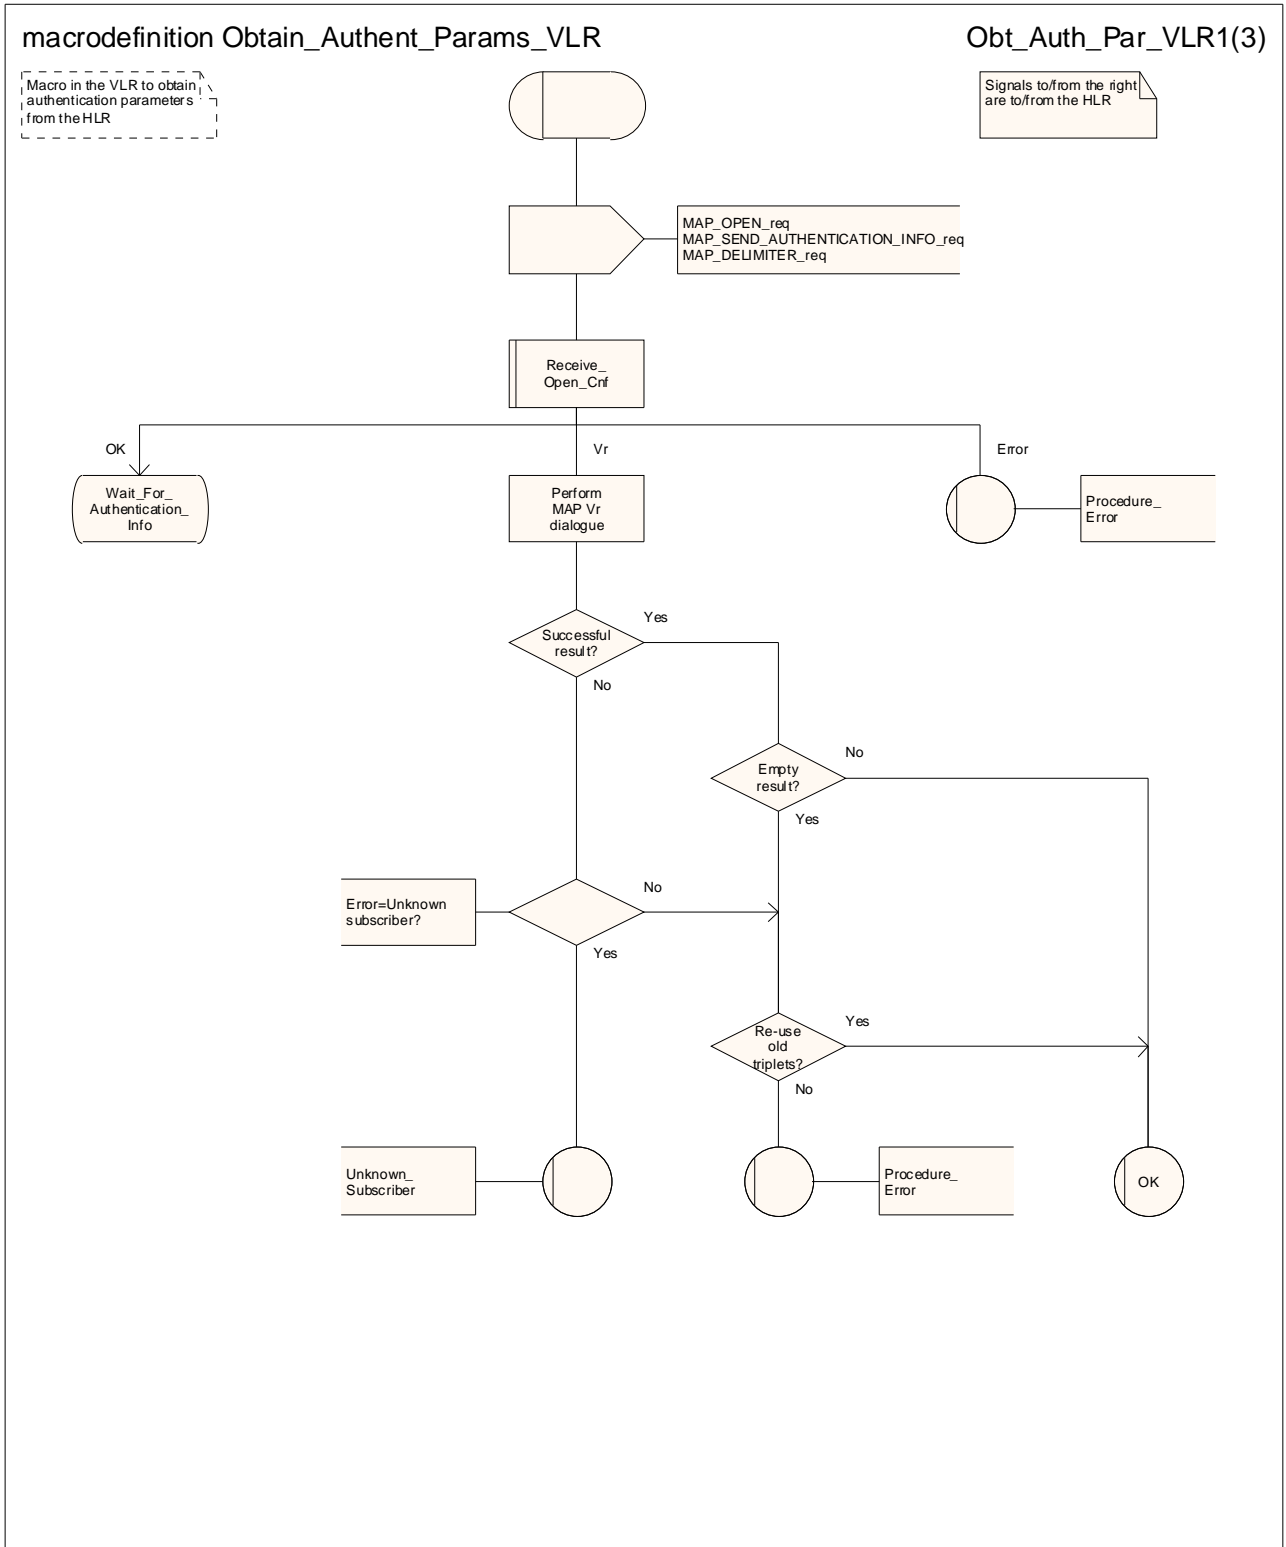 macrodefinition Obtain_Authent_Params_VLR
Obt_Auth_Par_VLR1(3)
Macro in the VLR to obtain
authentication parameters
from the HLR
Signals to/from the right
are to/from the HLR
MAP_OPEN_req
MAP_SEND_AUTHENTICATION_INFO_req
MAP_DELIMITER_req
Receive_
Open_Cnf
OK
Vr
Error
Wait_For_
Authentication_
Info
Perform
MAP Vr
dialogue
Procedure_
Error
Successful
result?
Yes
No
Empty
result?
No
Yes
Error=Unknown
subscriber?
No
Yes
Re-use
old
triplets?
Yes
No
Unknown_
Subscriber
Procedure_
Error
OK